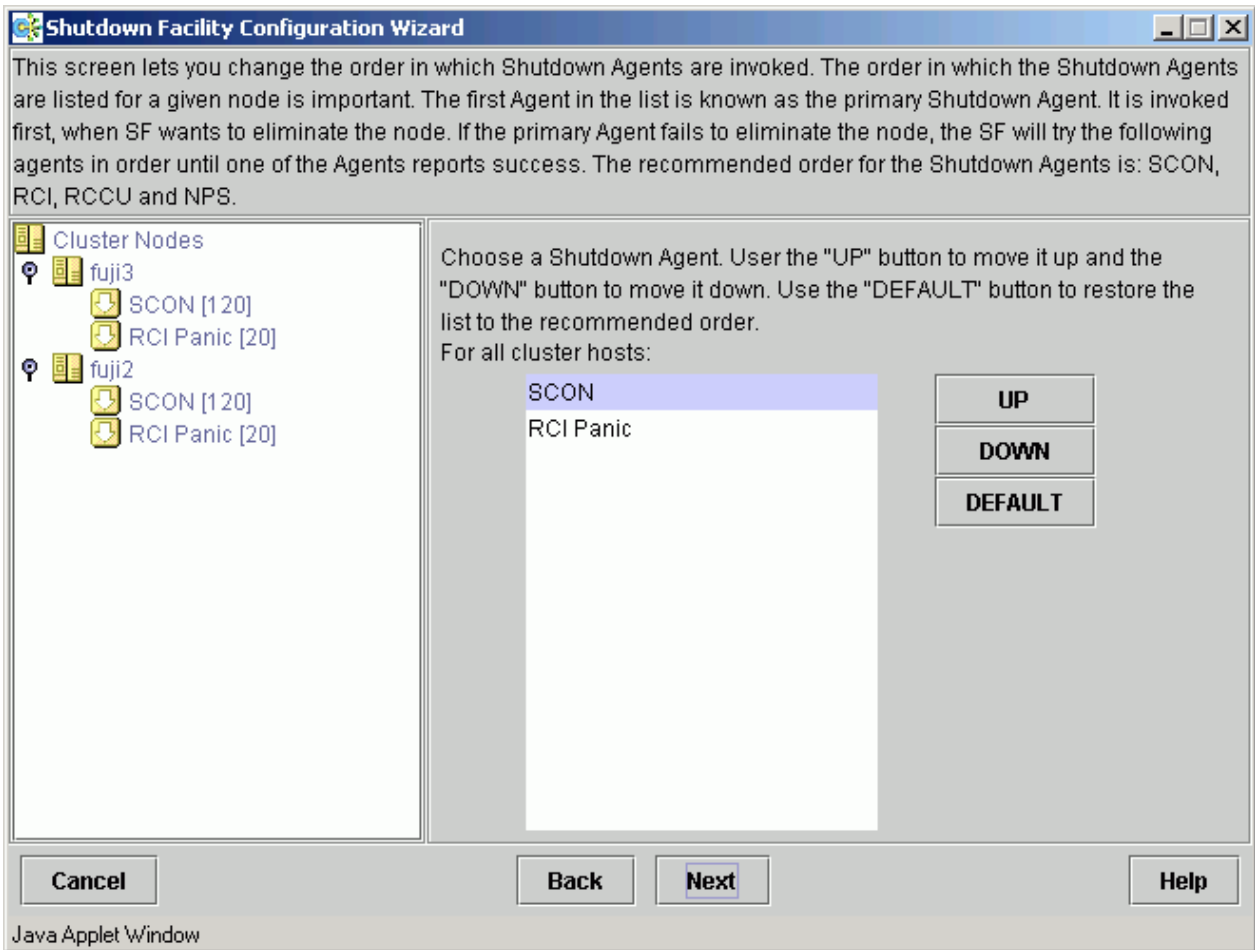 Shutdown Facility Configuration Wizard
This screen lets you change the order in which Shutdown Agents are invoked. The order in which the Shutdown Agents
are listed for a given node is important. The first Agent in the list is known as the primary Shutdown Agent. It is invoked
first, when SF wants to eliminate the node. If the primary Agent fails to eliminate the node, the SF will try the following
agents in order until one of the Agents reports success. The recommended order for the Shutdown Agents is: SCON,
RCI, RCCU and NPS.
Cluster Nodes
fuji3
SCON [120]
RCI Panic [20]
fuji2
SCON [120]
RCI Panic [20]
Choose a Shutdown Agent. User the "UP" button to move it up and the
"DOWN" button to move it down. Use the "DEFAULT" button to restore the
list to the recommended order.
For all cluster hosts:
SCON
RCI Panic
UP
DOWN
DEFAULT
Cancel
Back
Next
Help
Java Applet Window